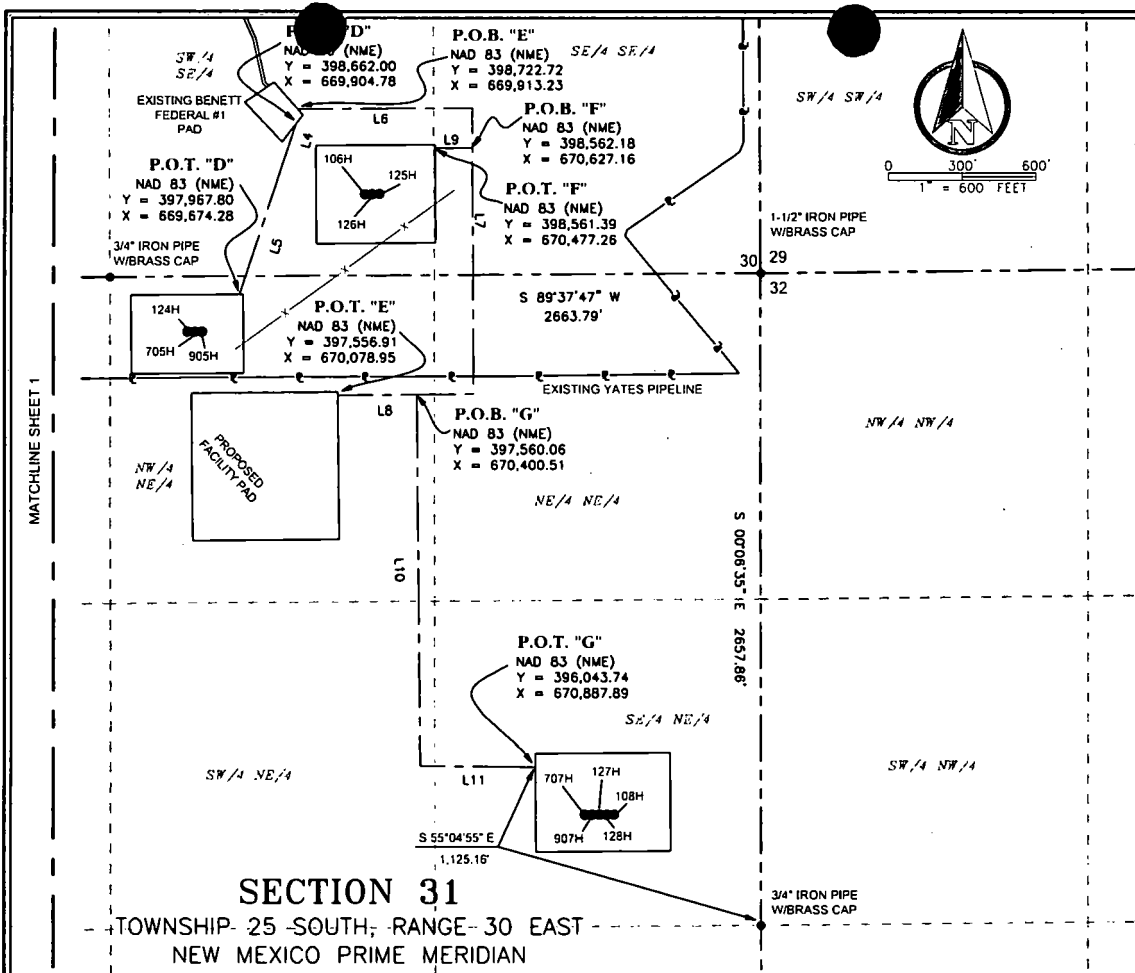 "D"
NAD (NME)
Y = 398,662.00
X = 669,904.78
P.O.B. "E"
NAD 83 (NME)
Y = 398,722.72
X = 669,913.23
SW/4
SE/4
SE/4 SE/4
SW/4 SW/4
EXISTING BENETT
FEDERAL #1
PAD
L4
L6
L9
P.O.B. "F"
NAD 83 (NME)
Y = 398,562.18
X = 670,627.16
N
0 300' 600'
1" = 600 FEET
P.O.T. "D"
NAD 83 (NME)
Y = 397,967.80
X = 669,674.28
106H
125H
126H
P.O.T. "F"
NAD 83 (NME)
Y = 398,561.39
X = 670,477.26
L5
L7
3/4" IRON PIPE
W/BRASS CAP
1-1/2" IRON PIPE
W/BRASS CAP
30 29
32
S 89°37'47" W
2663.79'
124H
705H
905H
P.O.T. "E"
NAD 83 (NME)
Y = 397,556.91
X = 670,078.95
EXISTING YATES PIPELINE
L8
P.O.B. "G"
NAD 83 (NME)
Y = 397,560.06
X = 670,400.51
MATCHLINE SHEET 1
NW/4
NE/4
PROPOSED
FACILITY PAD
NE/4 NE/4
NW/4 NW/4
L10
S 00°06'35" E 2657.86'
P.O.T. "G"
NAD 83 (NME)
Y = 396,043.74
X = 670,887.89
SE/4 NE/4
SW/4 NE/4
SW/4 NW/4
L11
707H
127H
108H
907H
128H
S 55°04'55" E
1,125.16'
3/4" IRON PIPE
W/BRASS CAP
SECTION 31
TOWNSHIP 25 SOUTH, RANGE 30 EAST
NEW MEXICO PRIME MERIDIAN